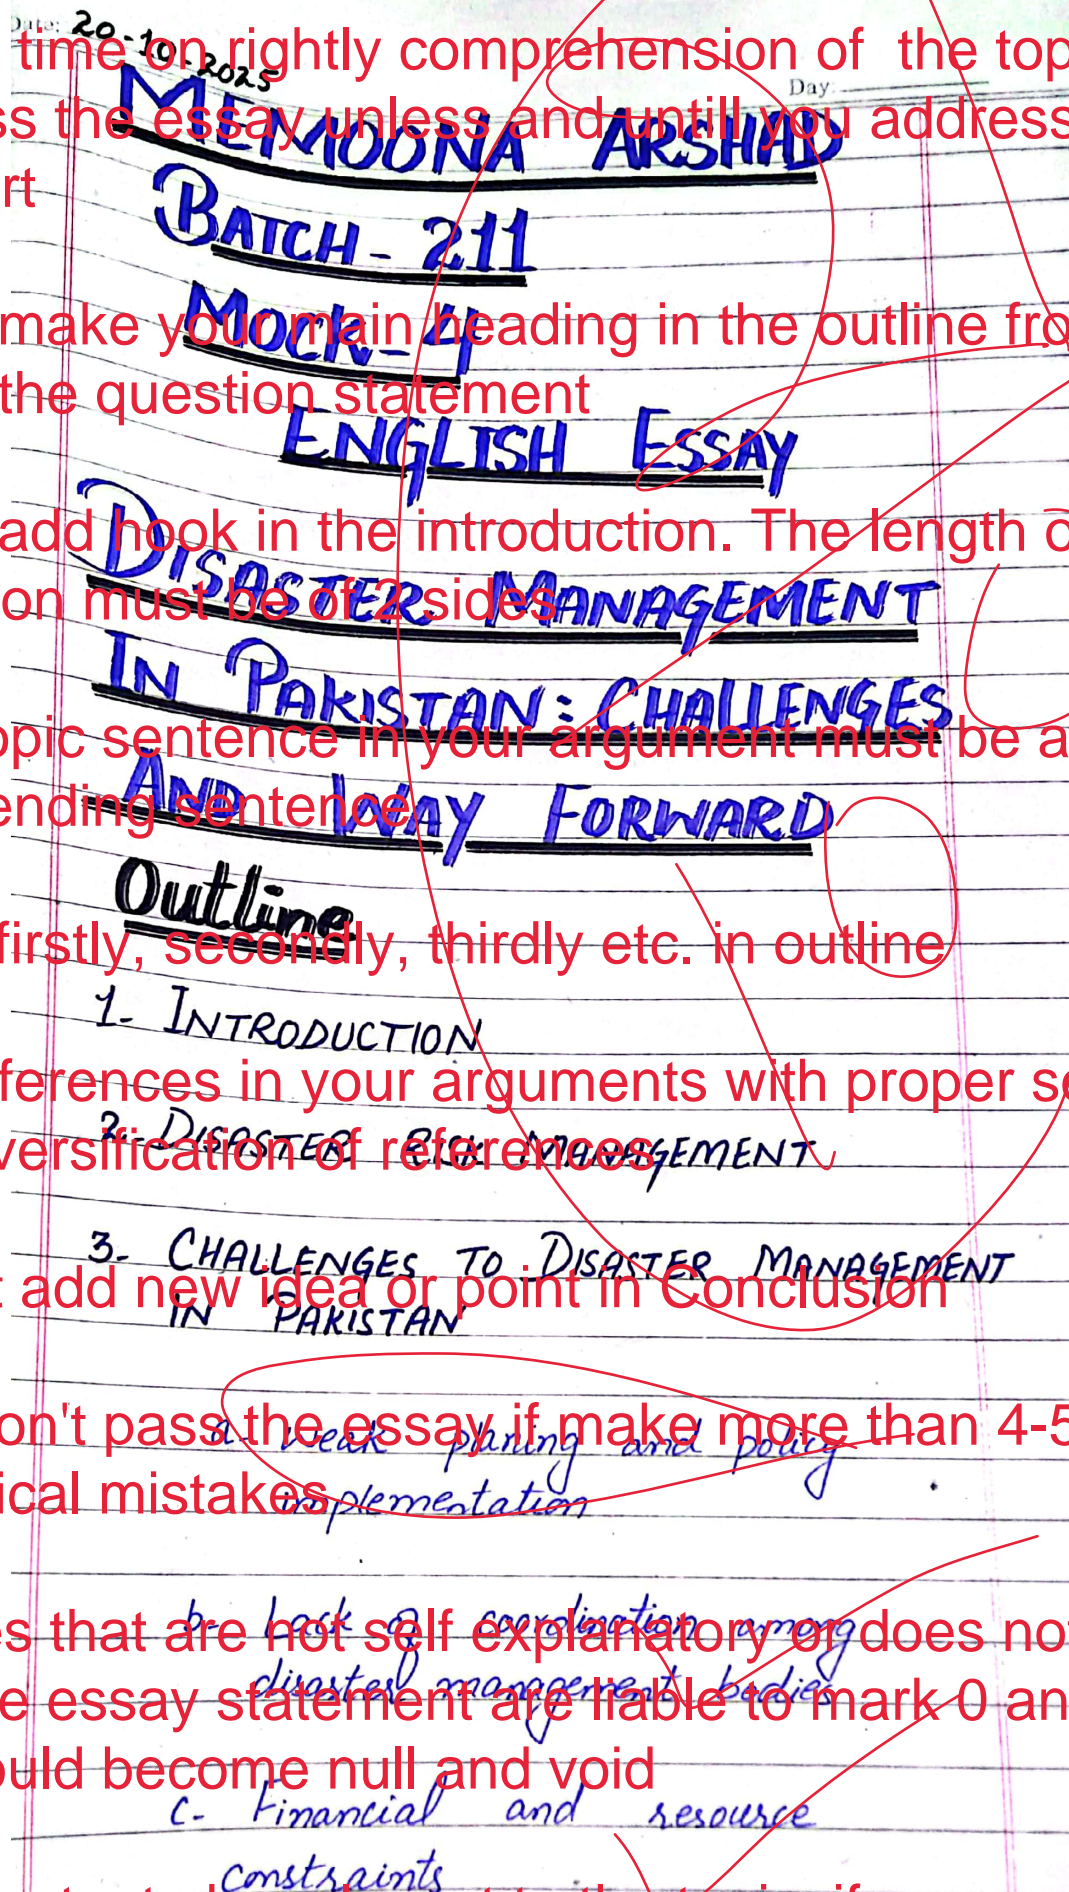 Date: 20-10-2025
time on rightly comprehension of the top
Day:
MEMOONA ARSHAD
ss the essay unless and untill you address
rt
BATCH - 211
MOCK-4
make your main heading in the outline fro
the question statement
ENGLISH ESSAY
add hook in the introduction. The length o
DISASTER MANAGEMENT
on must be of 2 sides
IN PAKISTAN: CHALLENGES
opic sentence in your argument must be a
AND WAY FORWARD
ending sentence
Outline
firstly, secondly, thirdly etc. in outline
1- INTRODUCTION
ferences in your arguments with proper se
2- DISASTER RISK MANAGEMENT
versification of references
3- CHALLENGES TO DISASTER MANAGEMENT
add new idea or point in Conclusion
IN PAKISTAN
on't pass the essay if make more than 4-5
a- Weak planing and policy
ical mistakes
implementation
b- Lack of coordination among
s that are not self explanatory or does not
disaster management bodies
e essay statement are liable to mark 0 an
ould become null and void
c- Financial and resource
constraints